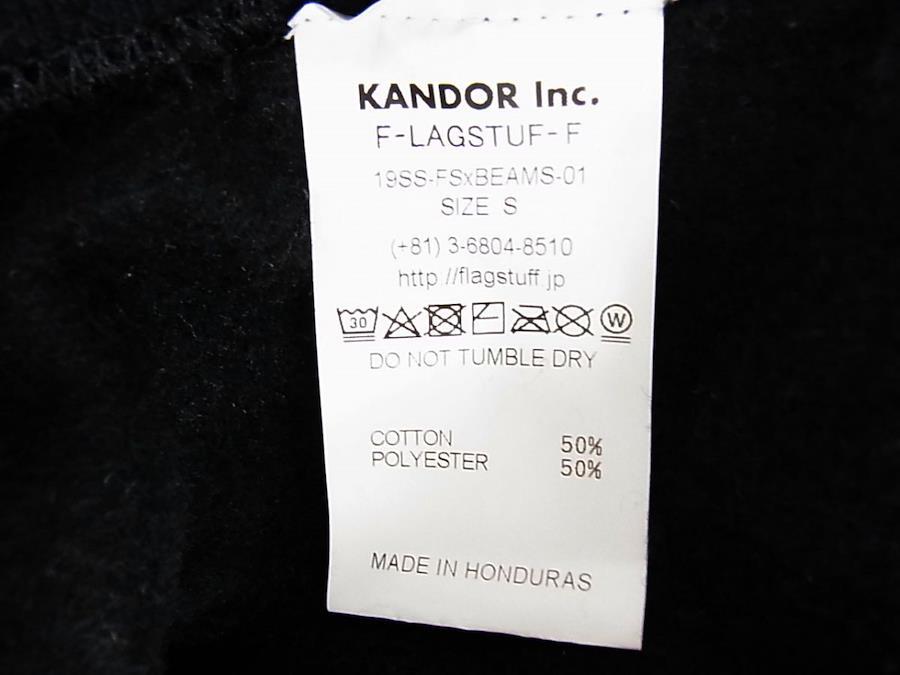 KANDOR Inc.
F-LAGSTUF-F
19SS-FSxBEAMS-01
SIZE S
(+81) 3-6804-8510
http://flagstuff.jp
30 W
DO NOT TUMBLE DRY
COTTON 50%
POLYESTER 50%
MADE IN HONDURAS